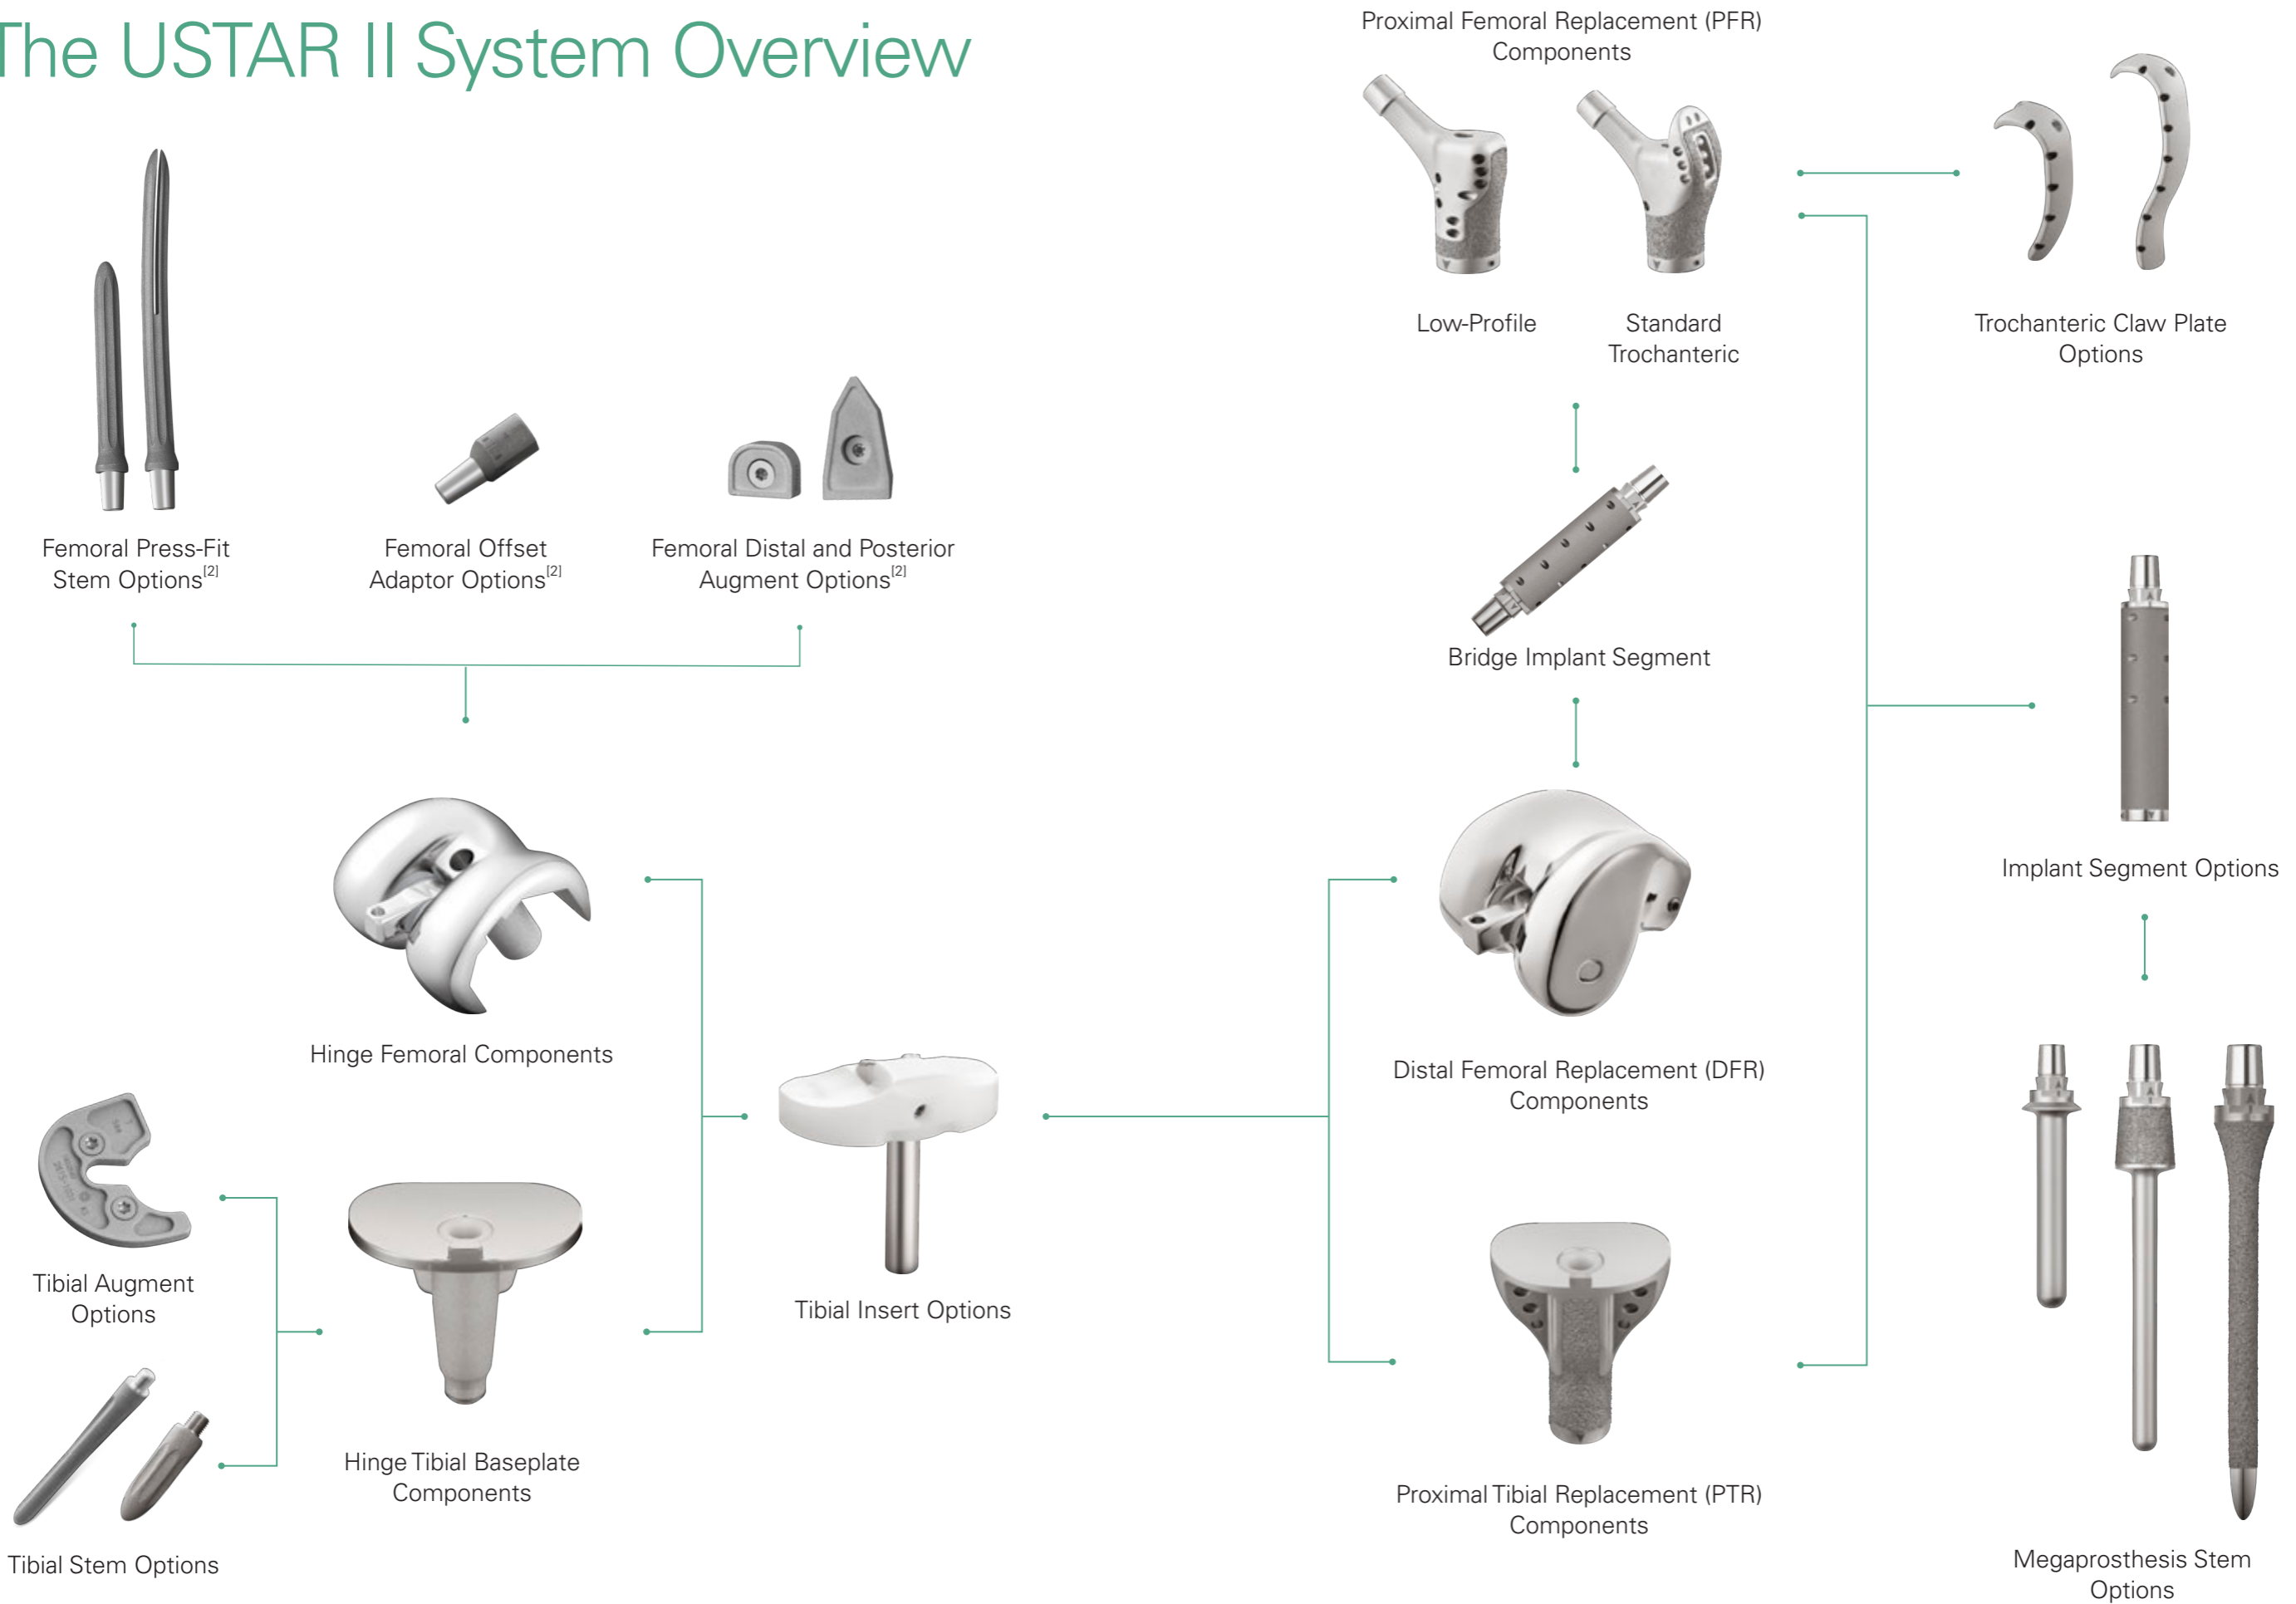 The USTAR II System Overview
Proximal Femoral Replacement (PFR)
Components
Low-Profile
Standard
Trochanteric
Trochanteric Claw Plate
Options
Femoral Press-Fit
Stem Options[2]
Femoral Offset
Adaptor Options[2]
Femoral Distal and Posterior
Augment Options[2]
Bridge Implant Segment
Implant Segment Options
Hinge Femoral Components
Distal Femoral Replacement (DFR)
Components
Tibial Augment
Options
Tibial Insert Options
Hinge Tibial Baseplate
Components
Proximal Tibial Replacement (PTR)
Components
Tibial Stem Options
Megaprosthesis Stem
Options